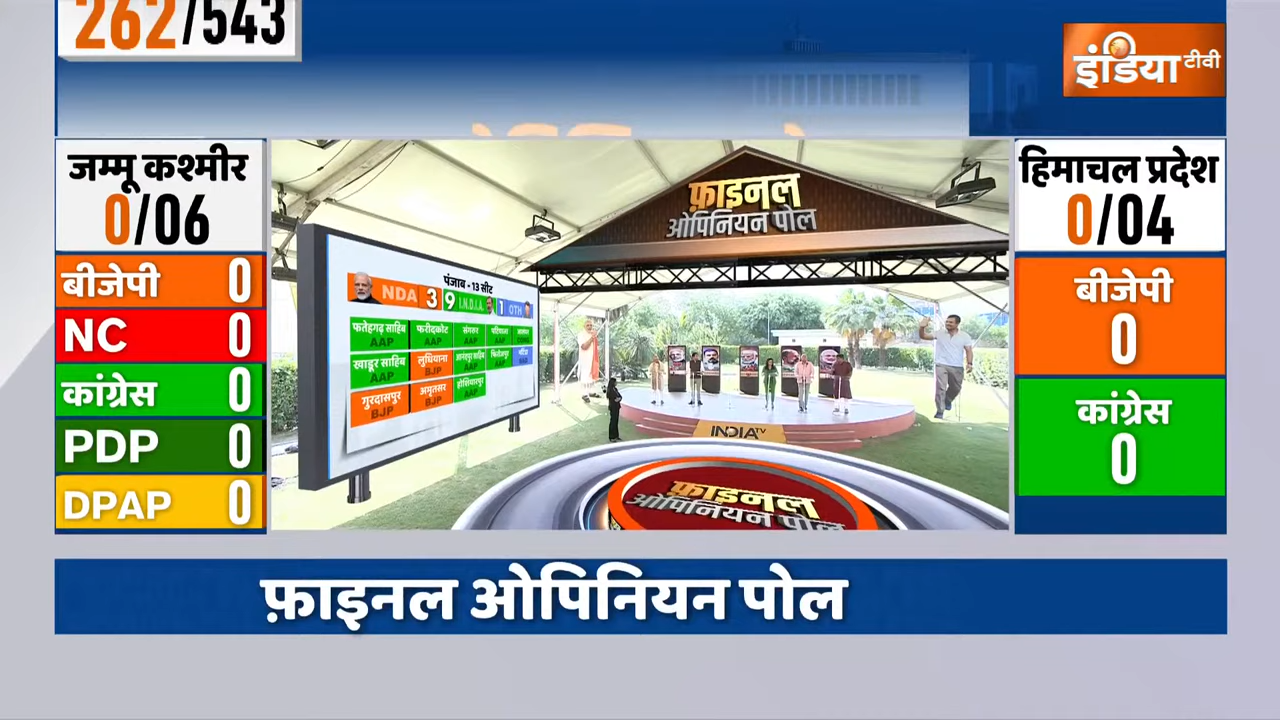 262/543
इंडिया टीवी
जम्मू कश्मीर
0/06
बीजेपी 0
NC 0
कांग्रेस 0
PDP 0
DPAP 0
फ़ाइनल
ओपिनियन पोल
पंजाब - 13 सीट
NDA 3 9 I.N.D.I.A. 1 OTH
फतेहगढ़ साहिब फरीदकोट संगरूर पटियाला
AAP AAP AAP AAP
खाडूर साहिब लुधियाना आनंदपुर साहिब फिरोजपुर
AAP BJP AAP AAP
गुरदासपुर अमृतसर होशियारपुर
BJP BJP AAP
INDIA TV
फ़ाइनल
ओपिनियन पोल
हिमाचल प्रदेश
0/04
बीजेपी
0
कांग्रेस
0
फ़ाइनल ओपिनियन पोल